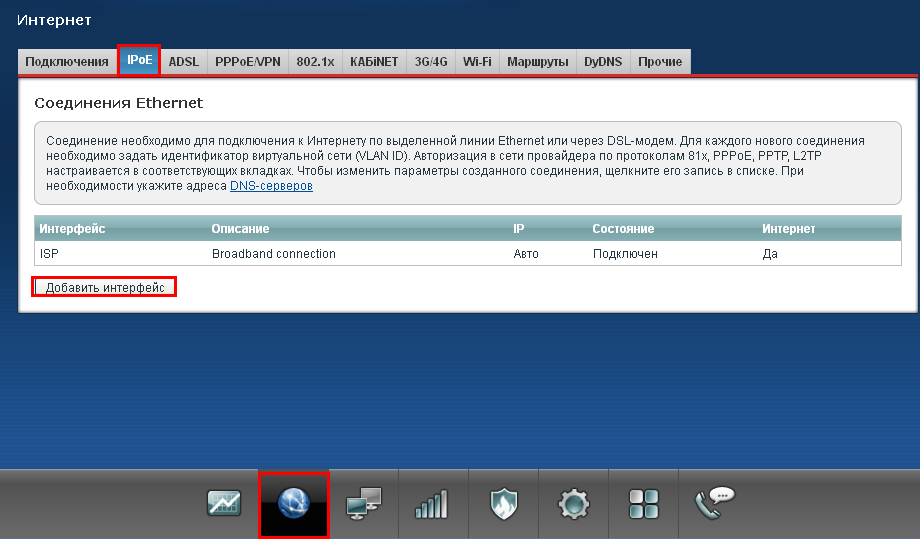 Интернет
Подключения IPoE ADSL PPPoE/VPN 802.1x КАБiNET 3G/4G Wi-Fi Маршруты DyDNS Прочие
Соединения Ethernet
Соединение необходимо для подключения к Интернету по выделенной линии Ethernet или через DSL-модем. Для каждого нового соединения
необходимо задать идентификатор виртуальной сети (VLAN ID). Авторизация в сети провайдера по протоколам 81x, PPPoE, PPTP, L2TP
настраивается в соответствующих вкладках. Чтобы изменить параметры созданного соединения, щелкните его запись в списке. При
необходимости укажите адреса DNS-серверов
Интерфейс Описание IP Состояние Интернет
ISP Broadband connection Авто Подключен Да
Добавить интерфейс